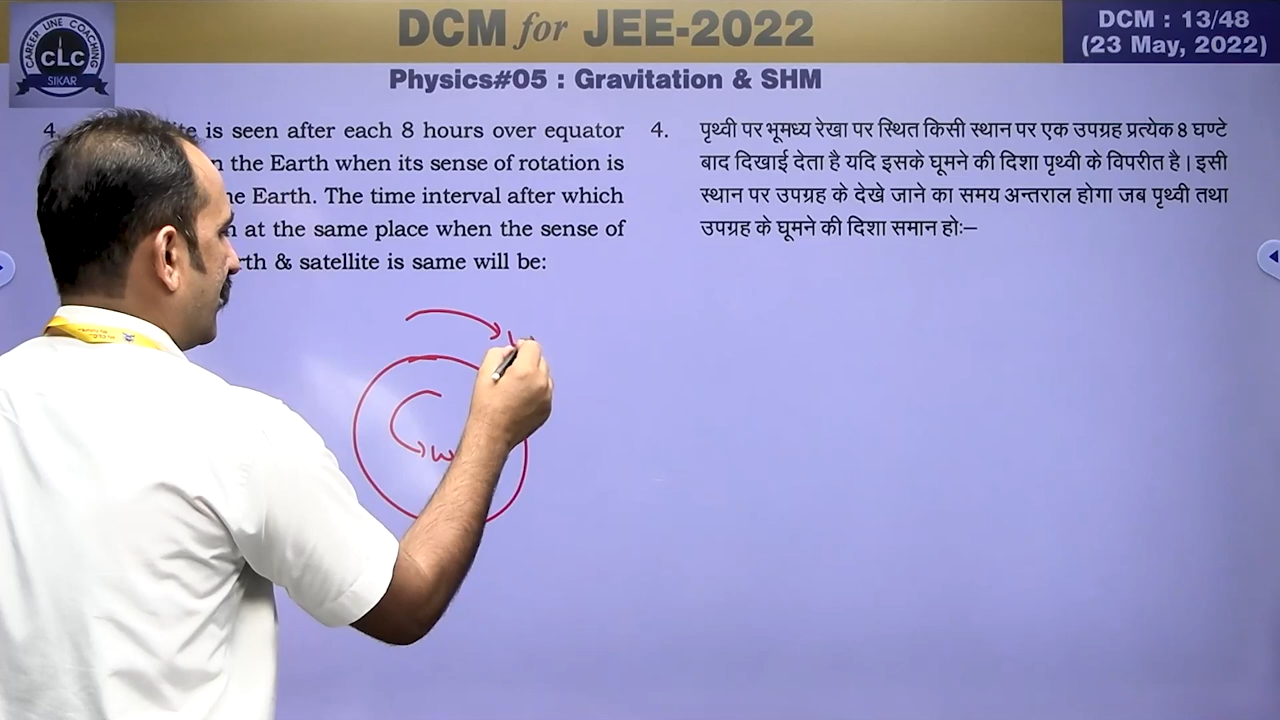 DCM for JEE-2022
DCM : 13/48
(23 May, 2022)
CAREER LINE COACHING
CLC
SIKAR
Physics#05 : Gravitation & SHM
4.
is seen after each 8 hours over equator
the Earth when its sense of rotation is
Earth. The time interval after which
at the same place when the sense of
& satellite is same will be:
4. पृथ्वी पर भूमध्य रेखा पर स्थित किसी स्थान पर एक उपग्रह प्रत्येक 8 घण्टे
बाद दिखाई देता है यदि इसके घूमने की दिशा पृथ्वी के विपरीत है। इसी
स्थान पर उपग्रह के देखे जाने का समय अन्तराल होगा जब पृथ्वी तथा
उपग्रह के घूमने की दिशा समान होः–
w